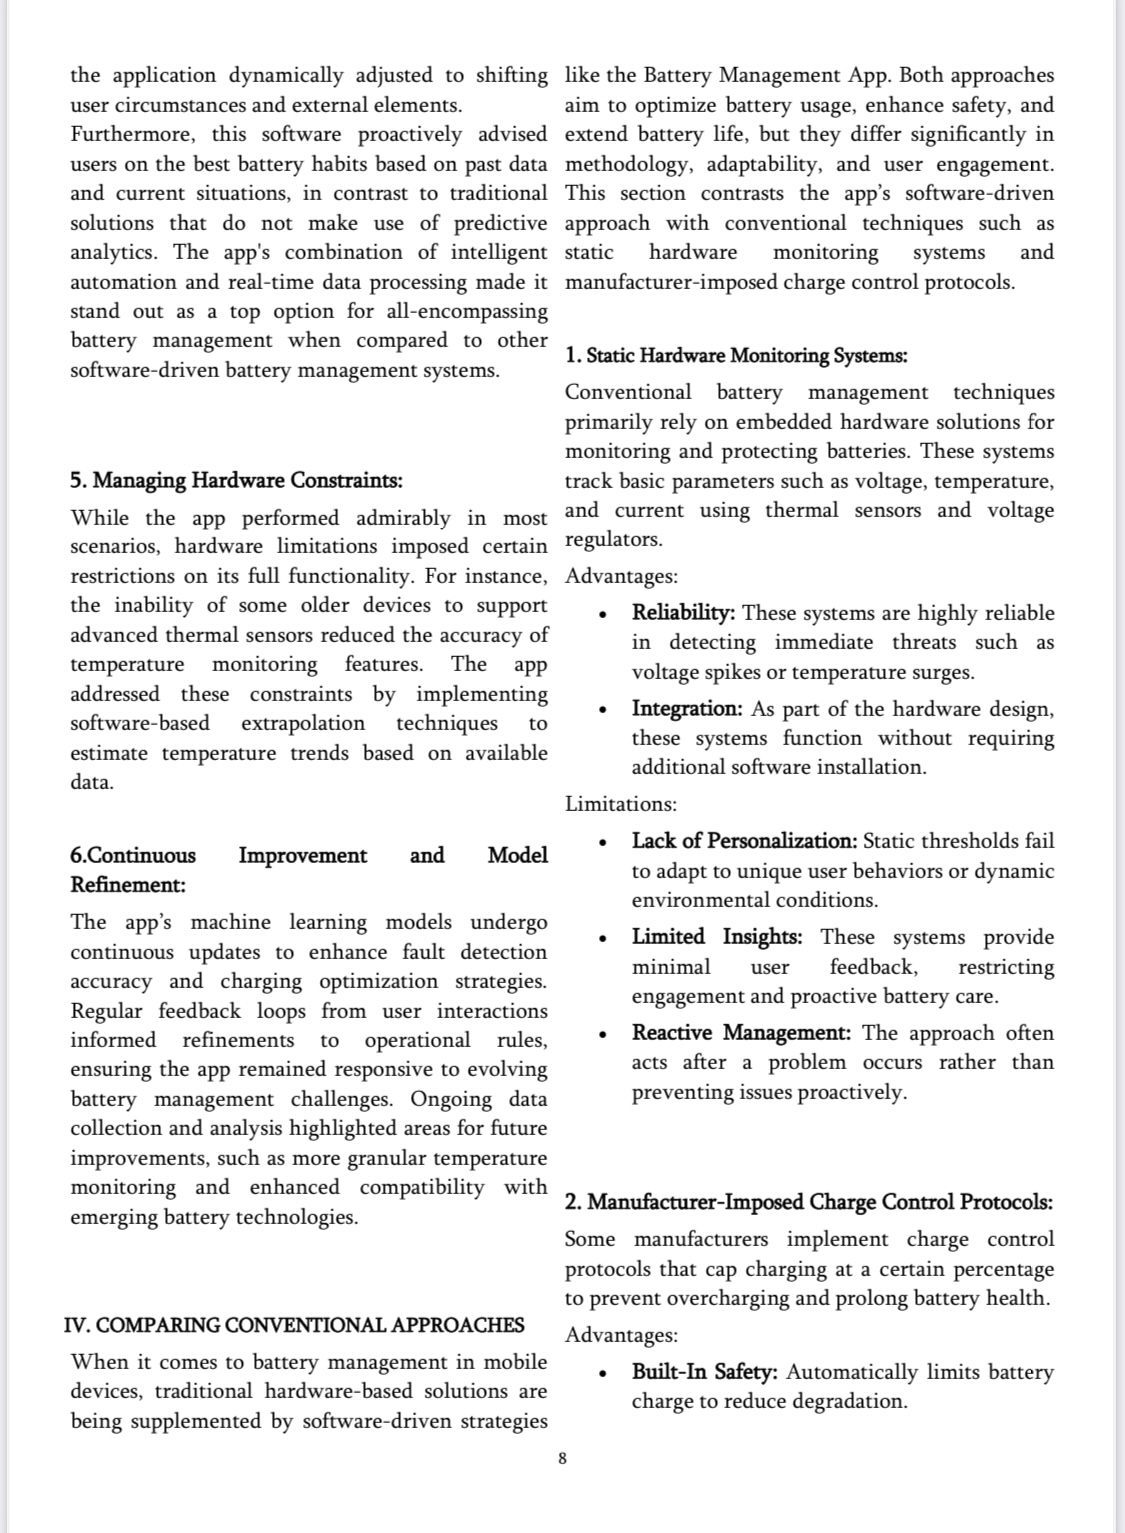 the application dynamically adjusted to shifting
user circumstances and external elements.
Furthermore, this software proactively advised
users on the best battery habits based on past data
and current situations, in contrast to traditional
solutions that do not make use of predictive
analytics. The app's combination of intelligent
automation and real-time data processing made it
stand out as a top option for all-encompassing
battery management when compared to other
software-driven battery management systems.
5. Managing Hardware Constraints:
While the app performed admirably in most
scenarios, hardware limitations imposed certain
restrictions on its full functionality. For instance,
the inability of some older devices to support
advanced thermal sensors reduced the accuracy of
temperature monitoring features. The app
addressed these constraints by implementing
software-based extrapolation techniques to
estimate temperature trends based on available
data.
6.Continuous Improvement and Model
Refinement:
The app’s machine learning models undergo
continuous updates to enhance fault detection
accuracy and charging optimization strategies.
Regular feedback loops from user interactions
informed refinements to operational rules,
ensuring the app remained responsive to evolving
battery management challenges. Ongoing data
collection and analysis highlighted areas for future
improvements, such as more granular temperature
monitoring and enhanced compatibility with
emerging battery technologies.
IV. COMPARING CONVENTIONAL APPROACHES
When it comes to battery management in mobile
devices, traditional hardware-based solutions are
being supplemented by software-driven strategies
like the Battery Management App. Both approaches
aim to optimize battery usage, enhance safety, and
extend battery life, but they differ significantly in
methodology, adaptability, and user engagement.
This section contrasts the app’s software-driven
approach with conventional techniques such as
static hardware monitoring systems and
manufacturer-imposed charge control protocols.
1. Static Hardware Monitoring Systems:
Conventional battery management techniques
primarily rely on embedded hardware solutions for
monitoring and protecting batteries. These systems
track basic parameters such as voltage, temperature,
and current using thermal sensors and voltage
regulators.
Advantages:
• Reliability: These systems are highly reliable
in detecting immediate threats such as
voltage spikes or temperature surges.
• Integration: As part of the hardware design,
these systems function without requiring
additional software installation.
Limitations:
• Lack of Personalization: Static thresholds fail
to adapt to unique user behaviors or dynamic
environmental conditions.
• Limited Insights: These systems provide
minimal user feedback, restricting
engagement and proactive battery care.
• Reactive Management: The approach often
acts after a problem occurs rather than
preventing issues proactively.
2. Manufacturer-Imposed Charge Control Protocols:
Some manufacturers implement charge control
protocols that cap charging at a certain percentage
to prevent overcharging and prolong battery health.
Advantages:
• Built-In Safety: Automatically limits battery
charge to reduce degradation.
8